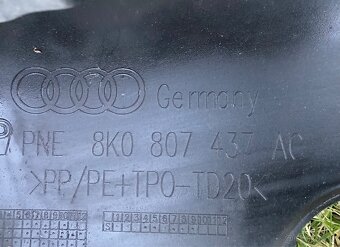 Germany
PNE 8K0 807 437 AC
>PP/PE+TPO-TD20<